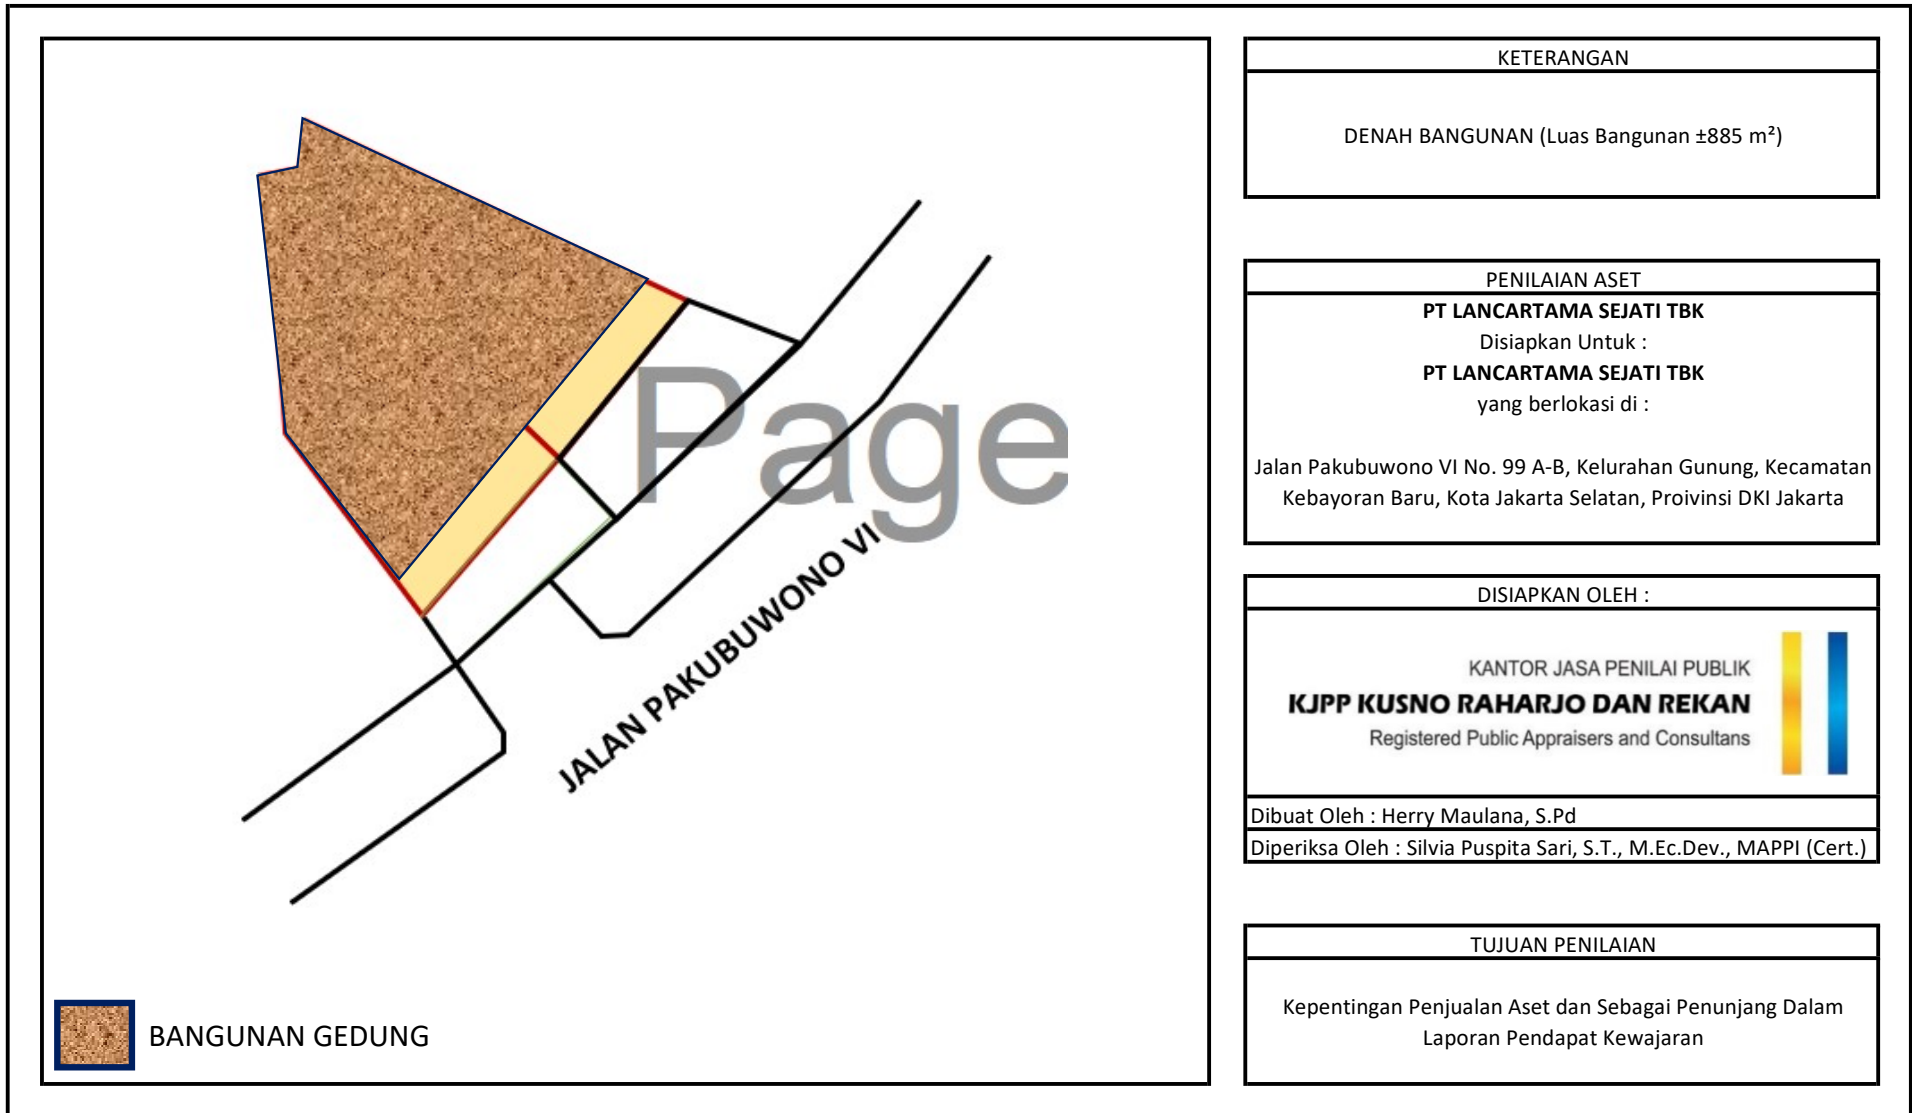 Page
JALAN PAKUBUWONO VI
BANGUNAN GEDUNG
KETERANGAN
DENAH BANGUNAN (Luas Bangunan ±885 m²)
PENILAIAN ASET
PT LANCARTAMA SEJATI TBK
Disiapkan Untuk :
PT LANCARTAMA SEJATI TBK
yang berlokasi di :
Jalan Pakubuwono VI No. 99 A-B, Kelurahan Gunung, Kecamatan
Kebayoran Baru, Kota Jakarta Selatan, Proivinsi DKI Jakarta
DISIAPKAN OLEH :
KANTOR JASA PENILAI PUBLIK
KJPP KUSNO RAHARJO DAN REKAN
Registered Public Appraisers and Consultans
Dibuat Oleh : Herry Maulana, S.Pd
Diperiksa Oleh : Silvia Puspita Sari, S.T., M.Ec.Dev., MAPPI (Cert.)
TUJUAN PENILAIAN
Kepentingan Penjualan Aset dan Sebagai Penunjang Dalam
Laporan Pendapat Kewajaran